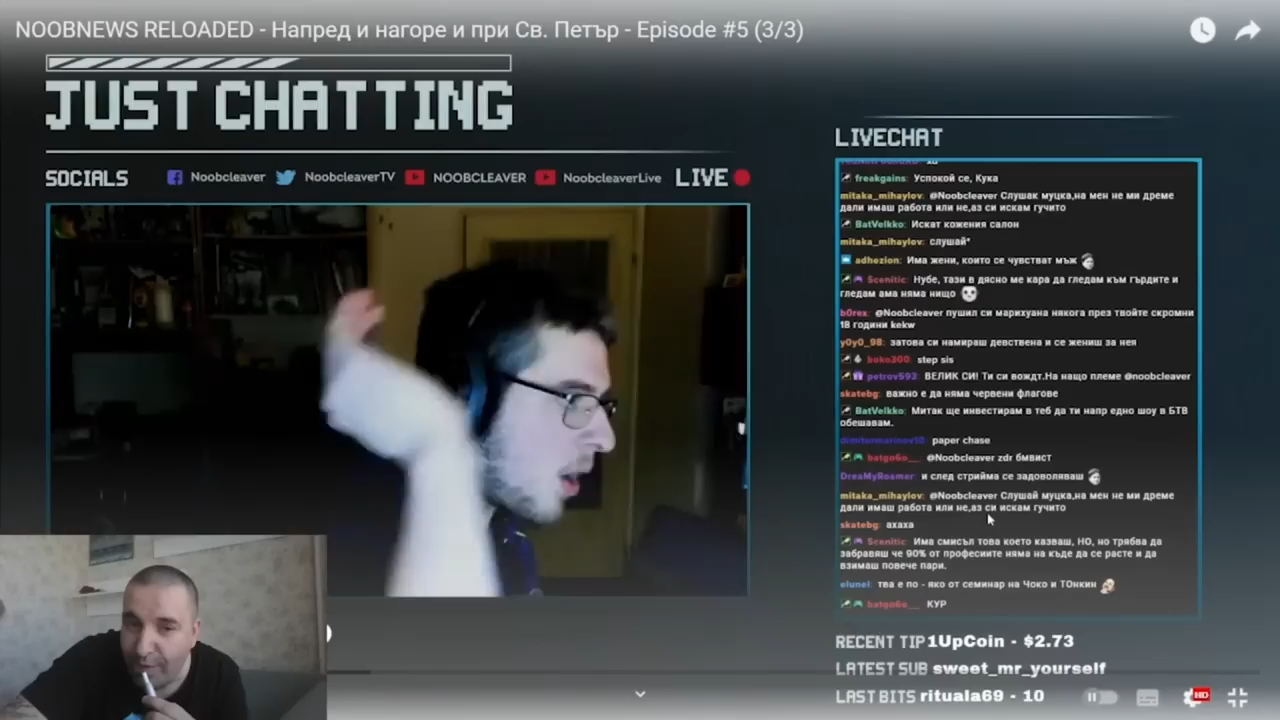 NOOBNEWS RELOADED - Напред и нагоре и при Св. Петър - Episode #5 (3/3)
JUST CHATTING
SOCIALS Noobcleaver NoobcleaverTV NOOBCLEAVER NoobcleaverLive LIVE
LIVECHAT
freakgains: Успокой се, Кука
mitaka_mihaylov: @Noobcleaver Слушак муцка,на мен не ми дреме
дали имаш работа или не,аз си искам гучито
BatVelkko: Искат кожения салон
mitaka_mihaylov: слушай*
adhezion: Има жени, които се чувстват мъж
Scenitic: Нубе, тази в дясно ме кара да гледам към гърдите и
гледам ама няма нищо
b0rex: @Noobcleaver пушил си марихуана някога през твойте скромни
18 години kekw
y0y0_98: затова си намираш девствена и се жениш за нея
boko300 step sis
petrov593: ВЕЛИК СИ! Ти си вождт.На нащо племе @noobcleaver
skatebg: важно е да няма червени флагове
BatVelkko: Митак ще инвестирам в теб да ти напр едно шоу в БТВ
обешавам.
dimitermarinov10 paper chase
batgo6o__: @Noobcleaver zdr бмвист
DreaMyRoamer: и след стрийма се задоволяваш
mitaka_mihaylov: @Noobcleaver Слушай муцка,на мен не ми дреме
дали имаш работа или не,аз си искам гучито
skatebg: ахаха
Scenitic: Има смисъл това което казваш, НО, но трябва да
забравяш че 90% от професиите няма на къде да се расте и да
взимаш повече пари.
elunel: тва е по - яко от семинар на Чоко и ТОнкин
batgo6o__: КУР
RECENT TIP 1UpCoin - $2.73
LATEST SUB sweet_mr_yourself
LAST BITS rituala69 - 10
HD